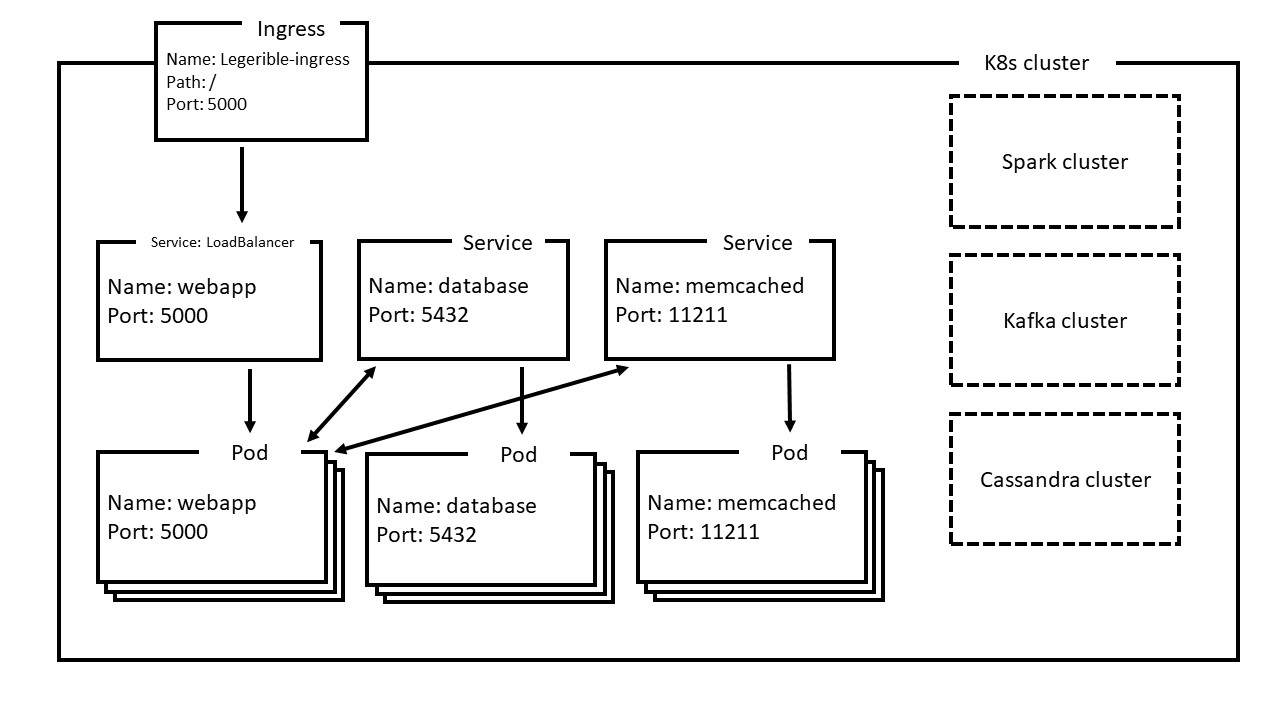 Ingress
Name: Legerible-ingress
Path: /
Port: 5000
K8s cluster
Spark cluster
Service: LoadBalancer
Name: webapp
Port: 5000
Service
Name: database
Port: 5432
Service
Name: memcached
Port: 11211
Kafka cluster
Pod
Name: webapp
Port: 5000
Pod
Name: database
Port: 5432
Pod
Name: memcached
Port: 11211
Cassandra cluster